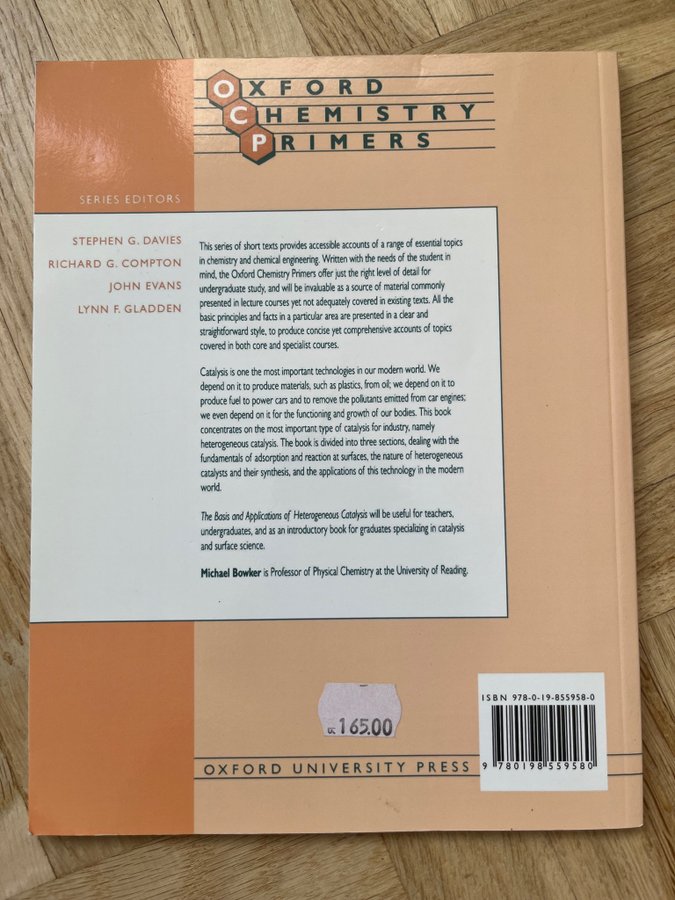 OXFORD
CHEMISTRY
PRIMERS
SERIES EDITORS
STEPHEN G. DAVIES
RICHARD G. COMPTON
JOHN EVANS
LYNN F. GLADDEN
This series of short texts provides accessible accounts of a range of essential topics
in chemistry and chemical engineering. Written with the needs of the student in
mind, the Oxford Chemistry Primers offer just the right level of detail for
undergraduate study, and will be invaluable as a source of material commonly
presented in lecture courses yet not adequately covered in existing texts. All the
basic principles and facts in a particular area are presented in a clear and
straightforward style, to produce concise yet comprehensive accounts of topics
covered in both core and specialist courses.
Catalysis is one the most important technologies in our modern world. We
depend on it to produce materials, such as plastics, from oil; we depend on it to
produce fuel to power cars and to remove the pollutants emitted from car engines;
we even depend on it for the functioning and growth of our bodies. This book
concentrates on the most important type of catalysis for industry, namely
heterogeneous catalysis. The book is divided into three sections, dealing with the
fundamentals of adsorption and reaction at surfaces, the nature of heterogeneous
catalysts and their synthesis, and the applications of this technology in the modern
world.
The Basis and Applications of Heterogeneous Catalysis will be useful for teachers,
undergraduates, and as an introductory book for graduates specializing in catalysis
and surface science.
Michael Bowker is Professor of Physical Chemistry at the University of Reading.
165.00
ISBN 978-0-19-855958-0
9 780198 559580
OXFORD UNIVERSITY PRESS